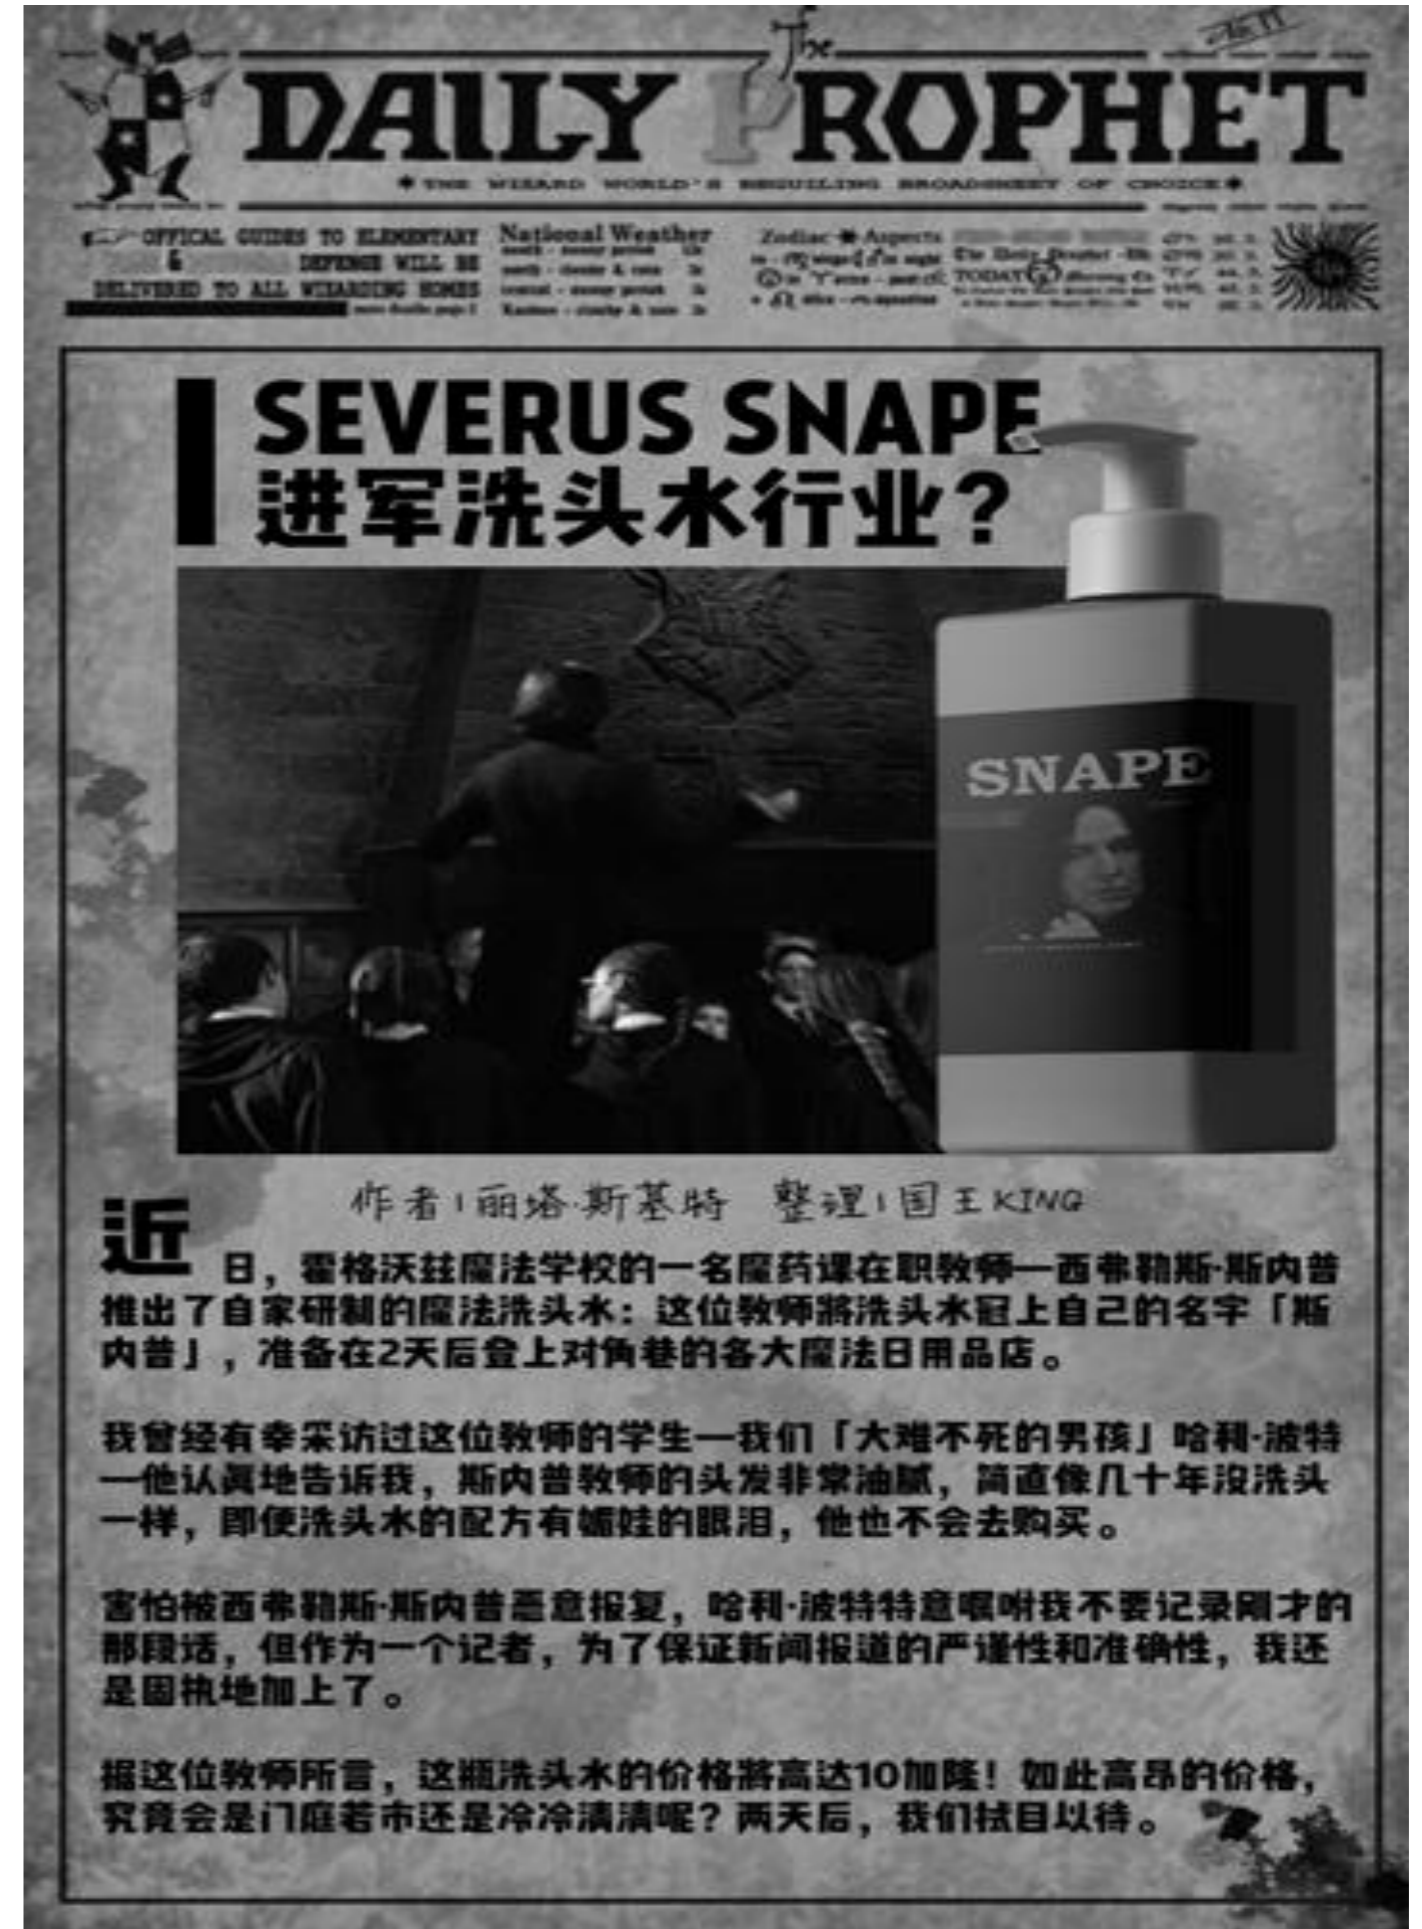 The
DAILY PROPHET
THE WIZARD WORLD'S BEGUILING BROADSHEET OF CHOICE
OFFICAL GUIDES TO ELEMENTARY
& DEFENSE WILL BE
DELIVERED TO ALL WIZARDING HOMES
National Weather
Zodiac Aspects
The Daily Prophet
TODAY
SEVERUS SNAPE
进军洗头水行业？
SNAPE
作者|丽塔·斯基特 整理|国王KING
近日，霍格沃兹魔法学校的一名魔药课在职教师—西弗勒斯·斯内普
推出了自家研制的魔法洗头水：这位教师將洗头水冠上自己的名字「斯
内普」，准备在2天后登上对角巷的各大魔法日用品店。
我曾经有幸采访过这位教师的学生—我们「大难不死的男孩」哈利·波特
—他认真地告诉我，斯内普教师的头发非常油腻，简直像几十年没洗头
一样，即便洗头水的配方有媚娃的眼泪，他也不会去购买。
害怕被西弗勒斯·斯内普恶意报复，哈利·波特特意嘱咐我不要记录刚才的
那段话，但作为一个记者，为了保证新闻报道的严谨性和准确性，我还
是固执地加上了。
据这位教师所言，这瓶洗头水的价格將高达10加隆！如此高昂的价格，
究竟会是门庭若市还是冷冷清清呢？两天后，我们拭目以待。